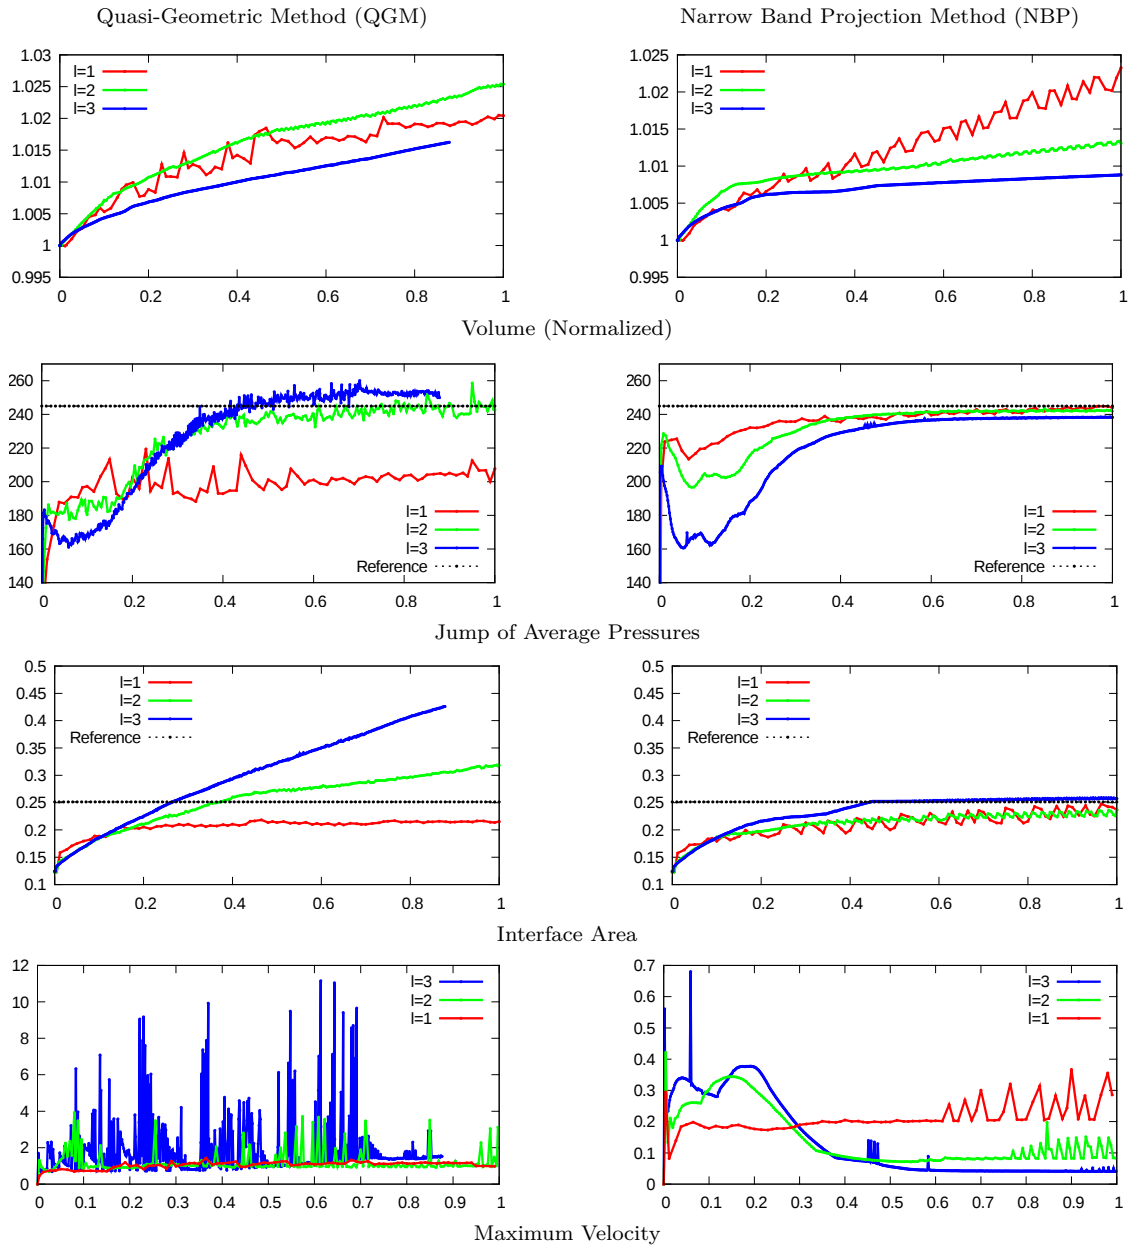 Quasi-Geometric Method (QGM)
Narrow Band Projection Method (NBP)
1.03
1.025
1.02
1.015
1.01
1.005
1
0.995
0 0.2 0.4 0.6 0.8 1
l=1
l=2
l=3
1.025
1.02
1.015
1.01
1.005
1
0.995
0 0.2 0.4 0.6 0.8 1
l=1
l=2
l=3
Volume (Normalized)
260
240
220
200
180
160
140
0 0.2 0.4 0.6 0.8 1
l=1
l=2
l=3
Reference
260
240
220
200
180
160
140
0 0.2 0.4 0.6 0.8 1
l=1
l=2
l=3
Reference
Jump of Average Pressures
0.5
0.45
0.4
0.35
0.3
0.25
0.2
0.15
0.1
0 0.2 0.4 0.6 0.8 1
l=1
l=2
l=3
Reference
0.5
0.45
0.4
0.35
0.3
0.25
0.2
0.15
0.1
0 0.2 0.4 0.6 0.8 1
l=1
l=2
l=3
Reference
Interface Area
12
10
8
6
4
2
0
0 0.1 0.2 0.3 0.4 0.5 0.6 0.7 0.8 0.9 1
l=3
l=2
l=1
0.7
0.6
0.5
0.4
0.3
0.2
0.1
0
0 0.1 0.2 0.3 0.4 0.5 0.6 0.7 0.8 0.9 1
l=3
l=2
l=1
Maximum Velocity